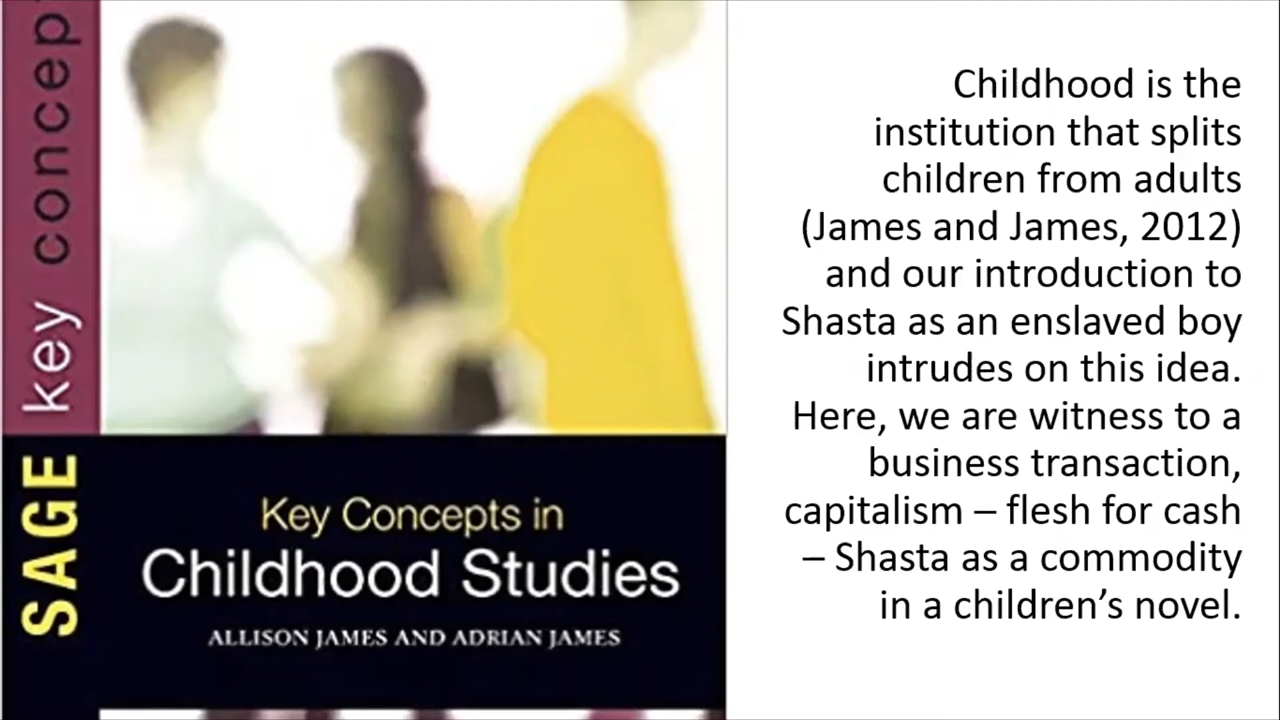 key concep
SAGE
Key Concepts in
Childhood Studies
ALLISON JAMES AND ADRIAN JAMES
Childhood is the
institution that splits
children from adults
(James and James, 2012)
and our introduction to
Shasta as an enslaved boy
intrudes on this idea.
Here, we are witness to a
business transaction,
capitalism – flesh for cash
– Shasta as a commodity
in a children’s novel.